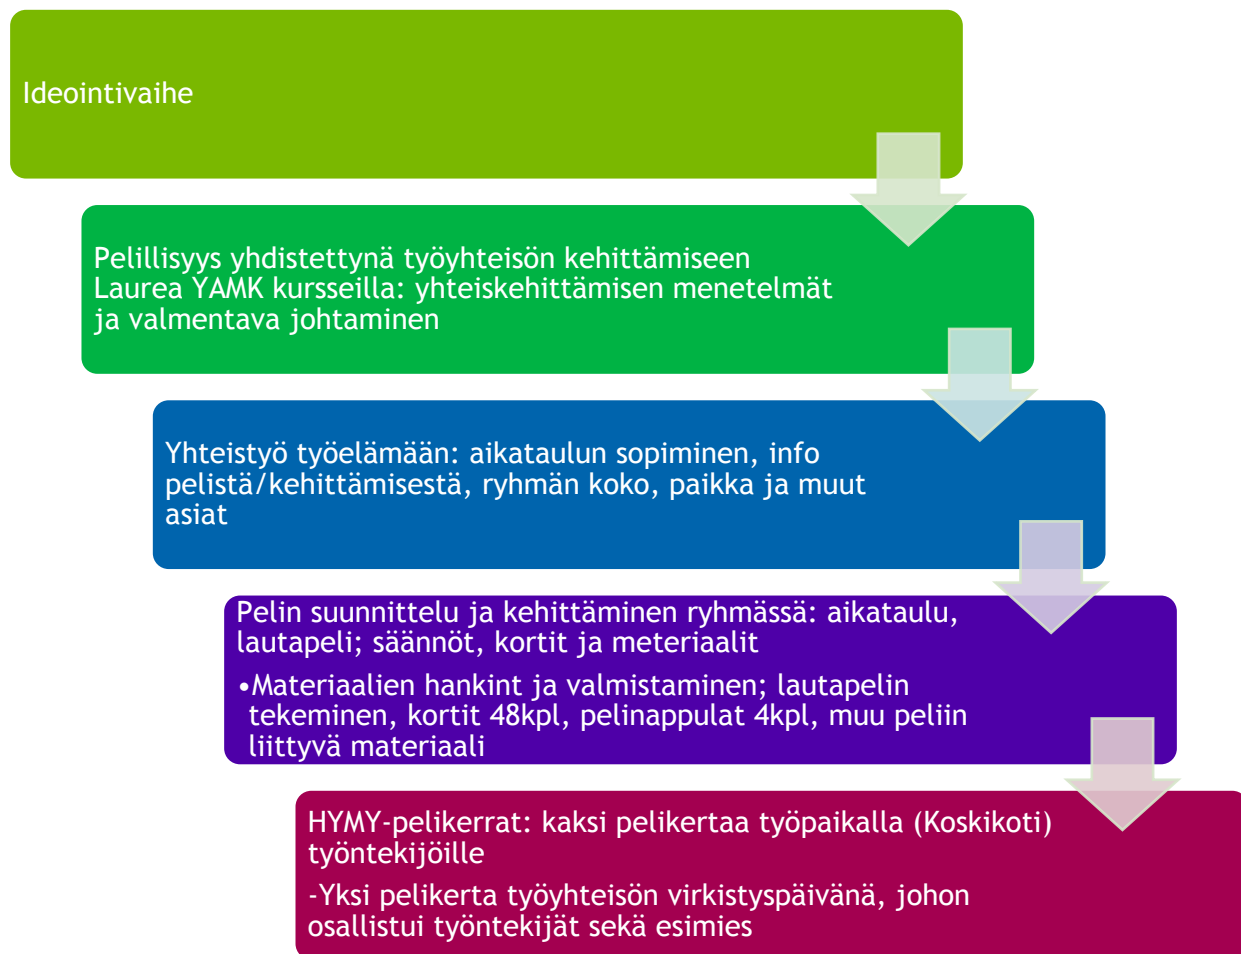 Ideointivaihe
Pelillisyys yhdistettynä työyhteisön kehittämiseen
Laurea YAMK kursseilla: yhteiskehittämisen menetelmät
ja valmentava johtaminen
Yhteistyö työelämään: aikataulun sopiminen, info
pelistä/kehittämisestä, ryhmän koko, paikka ja muut
asiat
Pelin suunnittelu ja kehittäminen ryhmässä: aikataulu,
lautapeli; säännöt, kortit ja meteriaalit
•Materiaalien hankint ja valmistaminen; lautapelin
tekeminen, kortit 48kpl, pelinappulat 4kpl, muu peliin
liittyvä materiaali
HYMY-pelikerrat: kaksi pelikertaa työpaikalla (Koskikoti)
työntekijöille
-Yksi pelikerta työyhteisön virkistyspäivänä, johon
osallistui työntekijät sekä esimies